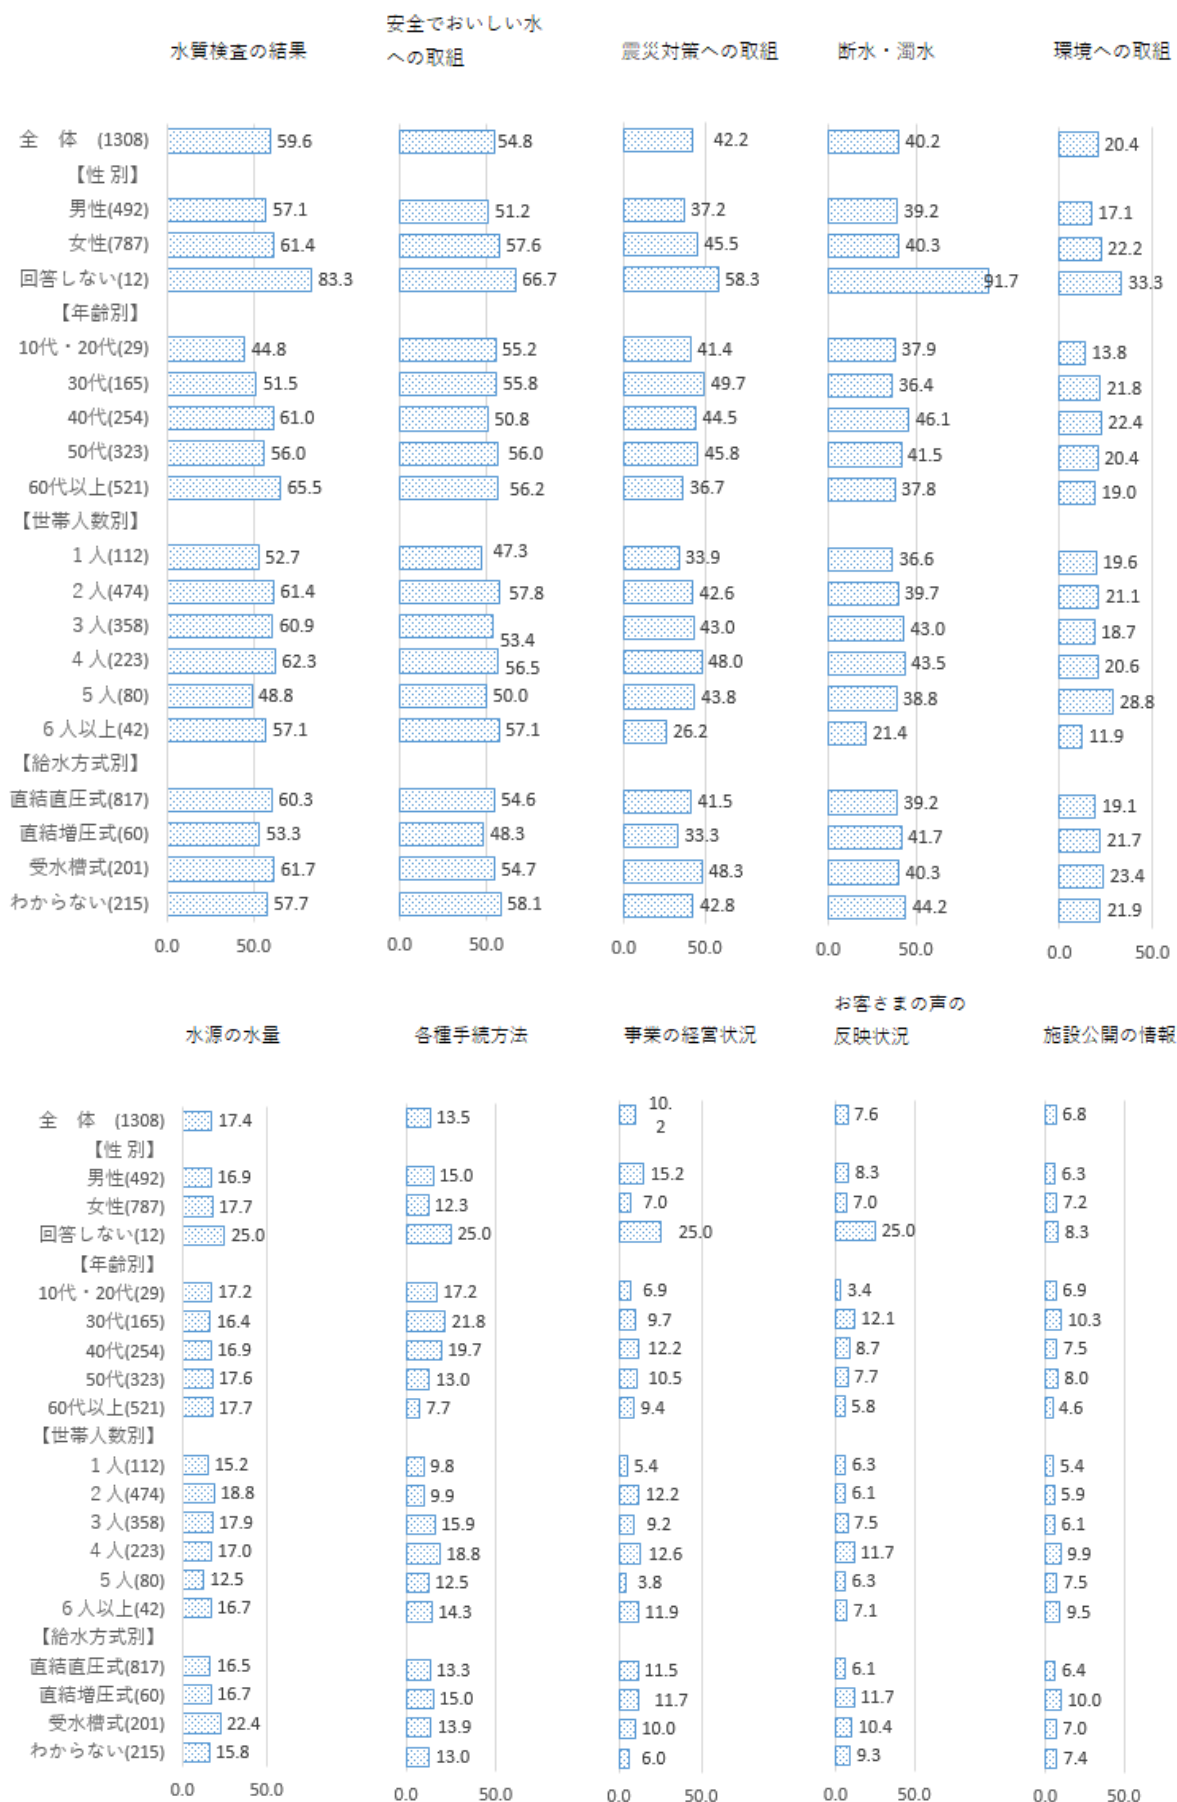 水質検査の結果 安全でおいしい水 震災対策への取組 断水・濁水 環境への取組
への取組
全 体 (1308) 59.6 54.8 42.2 40.2 20.4
【性 別】
男性(492) 57.1 51.2 37.2 39.2 17.1
女性(787) 61.4 57.6 45.5 40.3 22.2
回答しない(12) 83.3 66.7 58.3 91.7 33.3
【年齢別】
10代・20代(29) 44.8 55.2 41.4 37.9 13.8
30代(165) 51.5 55.8 49.7 36.4 21.8
40代(254) 61.0 50.8 44.5 46.1 22.4
50代(323) 56.0 56.0 45.8 41.5 20.4
60代以上(521) 65.5 56.2 36.7 37.8 19.0
【世帯人数別】
1 人(112) 52.7 47.3 33.9 36.6 19.6
2 人(474) 61.4 57.8 42.6 39.7 21.1
3 人(358) 60.9 53.4 43.0 43.0 18.7
4 人(223) 62.3 56.5 48.0 43.5 20.6
5 人(80) 48.8 50.0 43.8 38.8 28.8
6 人以上(42) 57.1 57.1 26.2 21.4 11.9
【給水方式別】
直結直圧式(817) 60.3 54.6 41.5 39.2 19.1
直結増圧式(60) 53.3 48.3 33.3 41.7 21.7
受水槽式(201) 61.7 54.7 48.3 40.3 23.4
わからない(215) 57.7 58.1 42.8 44.2 21.9
0.0 50.0 0.0 50.0 0.0 50.0 0.0 50.0 0.0 50.0
水源の水量 各種手続方法 事業の経営状況 お客さまの声の 施設公開の情報
反映状況
全 体 (1308) 17.4 13.5 10. 7.6 6.8
2
【性 別】
男性(492) 16.9 15.0 15.2 8.3 6.3
女性(787) 17.7 12.3 7.0 7.0 7.2
回答しない(12) 25.0 25.0 25.0 25.0 8.3
【年齢別】
10代・20代(29) 17.2 17.2 6.9 3.4 6.9
30代(165) 16.4 21.8 9.7 12.1 10.3
40代(254) 16.9 19.7 12.2 8.7 7.5
50代(323) 17.6 13.0 10.5 7.7 8.0
60代以上(521) 17.7 7.7 9.4 5.8 4.6
【世帯人数別】
1 人(112) 15.2 9.8 5.4 6.3 5.4
2 人(474) 18.8 9.9 12.2 6.1 5.9
3 人(358) 17.9 15.9 9.2 7.5 6.1
4 人(223) 17.0 18.8 12.6 11.7 9.9
5 人(80) 12.5 12.5 3.8 6.3 7.5
6 人以上(42) 16.7 14.3 11.9 7.1 9.5
【給水方式別】
直結直圧式(817) 16.5 13.3 11.5 6.1 6.4
直結増圧式(60) 16.7 15.0 11.7 11.7 10.0
受水槽式(201) 22.4 13.9 10.0 10.4 7.0
わからない(215) 15.8 13.0 6.0 9.3 7.4
0.0 50.0 0.0 50.0 0.0 50.0 0.0 50.0 0.0 50.0